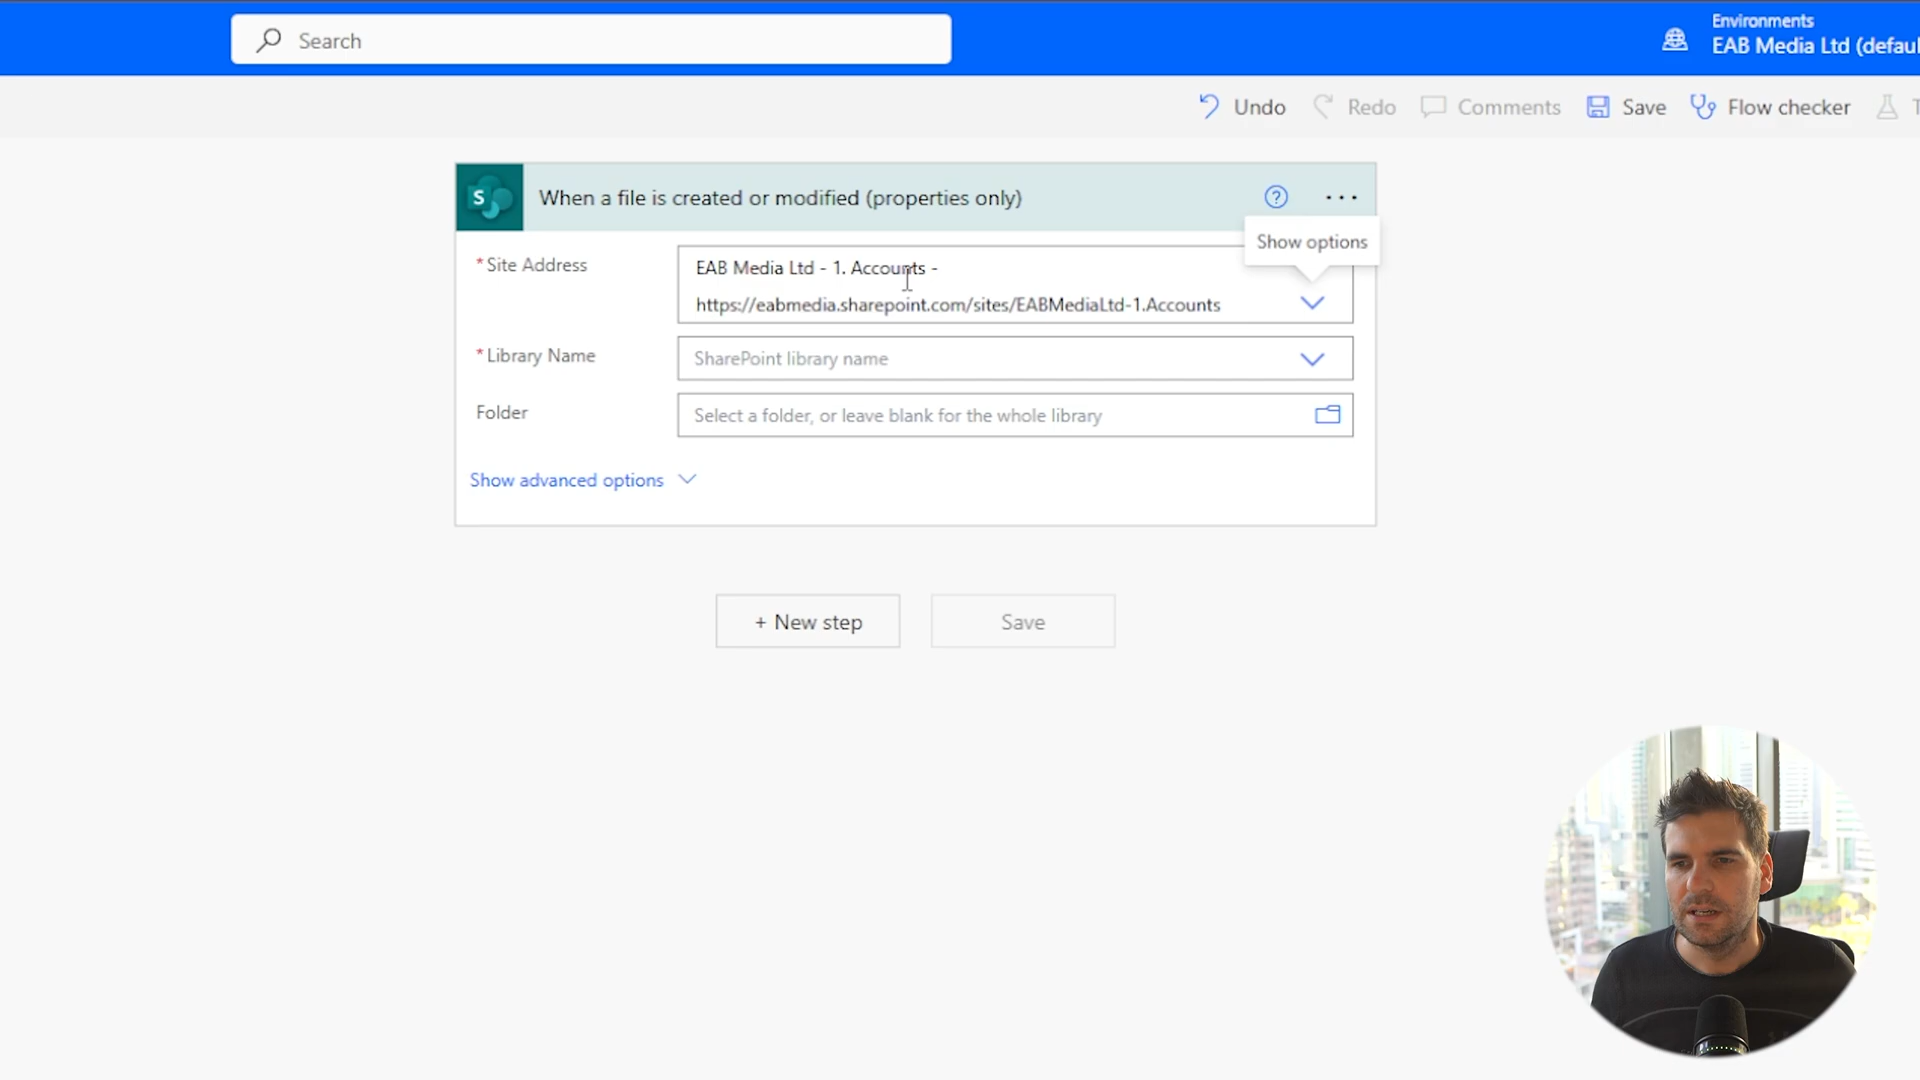 Search
Environments
EAB Media Ltd (defaul
Undo
Redo
Comments
Save
Flow checker
T
S
When a file is created or modified (properties only)
?
...
Show options
*Site Address
EAB Media Ltd - 1. Accounts -
https://eabmedia.sharepoint.com/sites/EABMediaLtd-1.Accounts
*Library Name
SharePoint library name
Folder
Select a folder, or leave blank for the whole library
Show advanced options
+ New step
Save